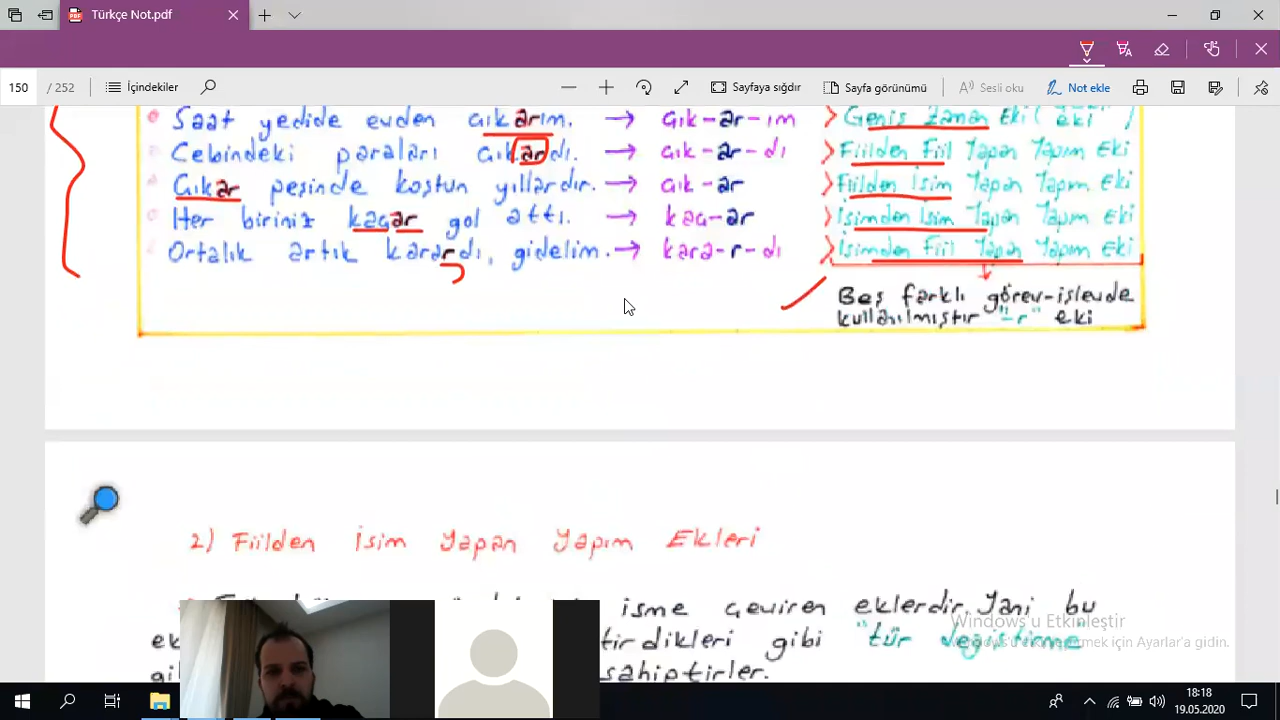 Türkçe Not.pdf
150 / 252 İçindekiler Sayfaya sığdır Sayfa görünümü Sesli oku Not ekle
Saat yedide evden çıkarım. → çık-ar-ım Geniş Zaman Eki (
Cebindeki paraları çıkardı. → çık-ar-dı Fiilden Fiil Yapan Yapım Eki
Çıkar peşinde koştun yıllardır. → çık-ar Fiilden İsim Yapan Yapım Eki
Her biriniz kaçar gol attı. → kaç-ar İsimden İsim Yapan Yapım Eki
Ortalık artık karardı, gidelim. → kara-r-dı İsimden Fiil Yapan Yapım Eki
Beş farklı görev-işlevde
kullanılmıştır "-r" eki
2) Fiilden İsim Yapan Yapım Ekleri
isme çeviren eklerdir. Yani bu
tirdikleri gibi "tür değiştirme"
sahiptirler.
Windows'u Etkinleştir
Windows'u etkinleştirmek için Ayarlar'a gidin.
18:18
19.05.2020